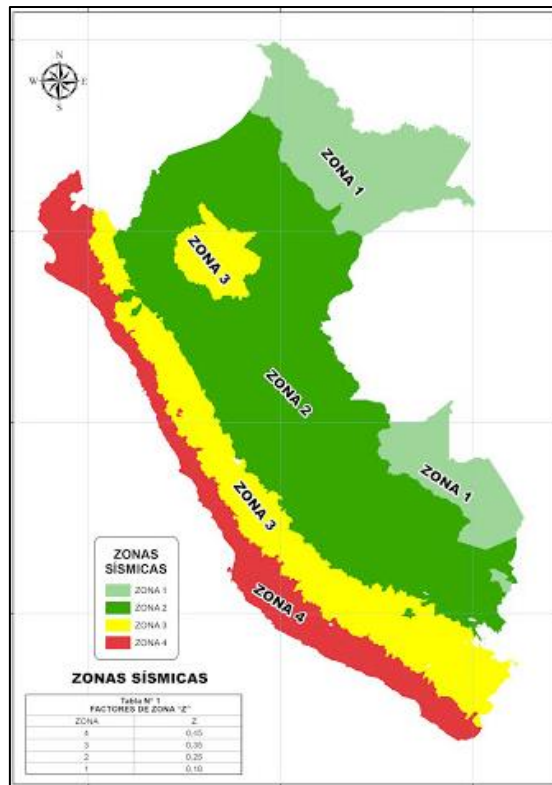 N
W E
S
ZONA 1
ZONA 3
ZONA 2
ZONA 1
ZONA 3
ZONA 4
ZONAS
SÍSMICAS
ZONA 1
ZONA 2
ZONA 3
ZONA 4
ZONAS SÍSMICAS
Tabla N° 1
FACTORES DE ZONA "Z"
ZONA Z
4 0,45
3 0,35
2 0,25
1 0,10